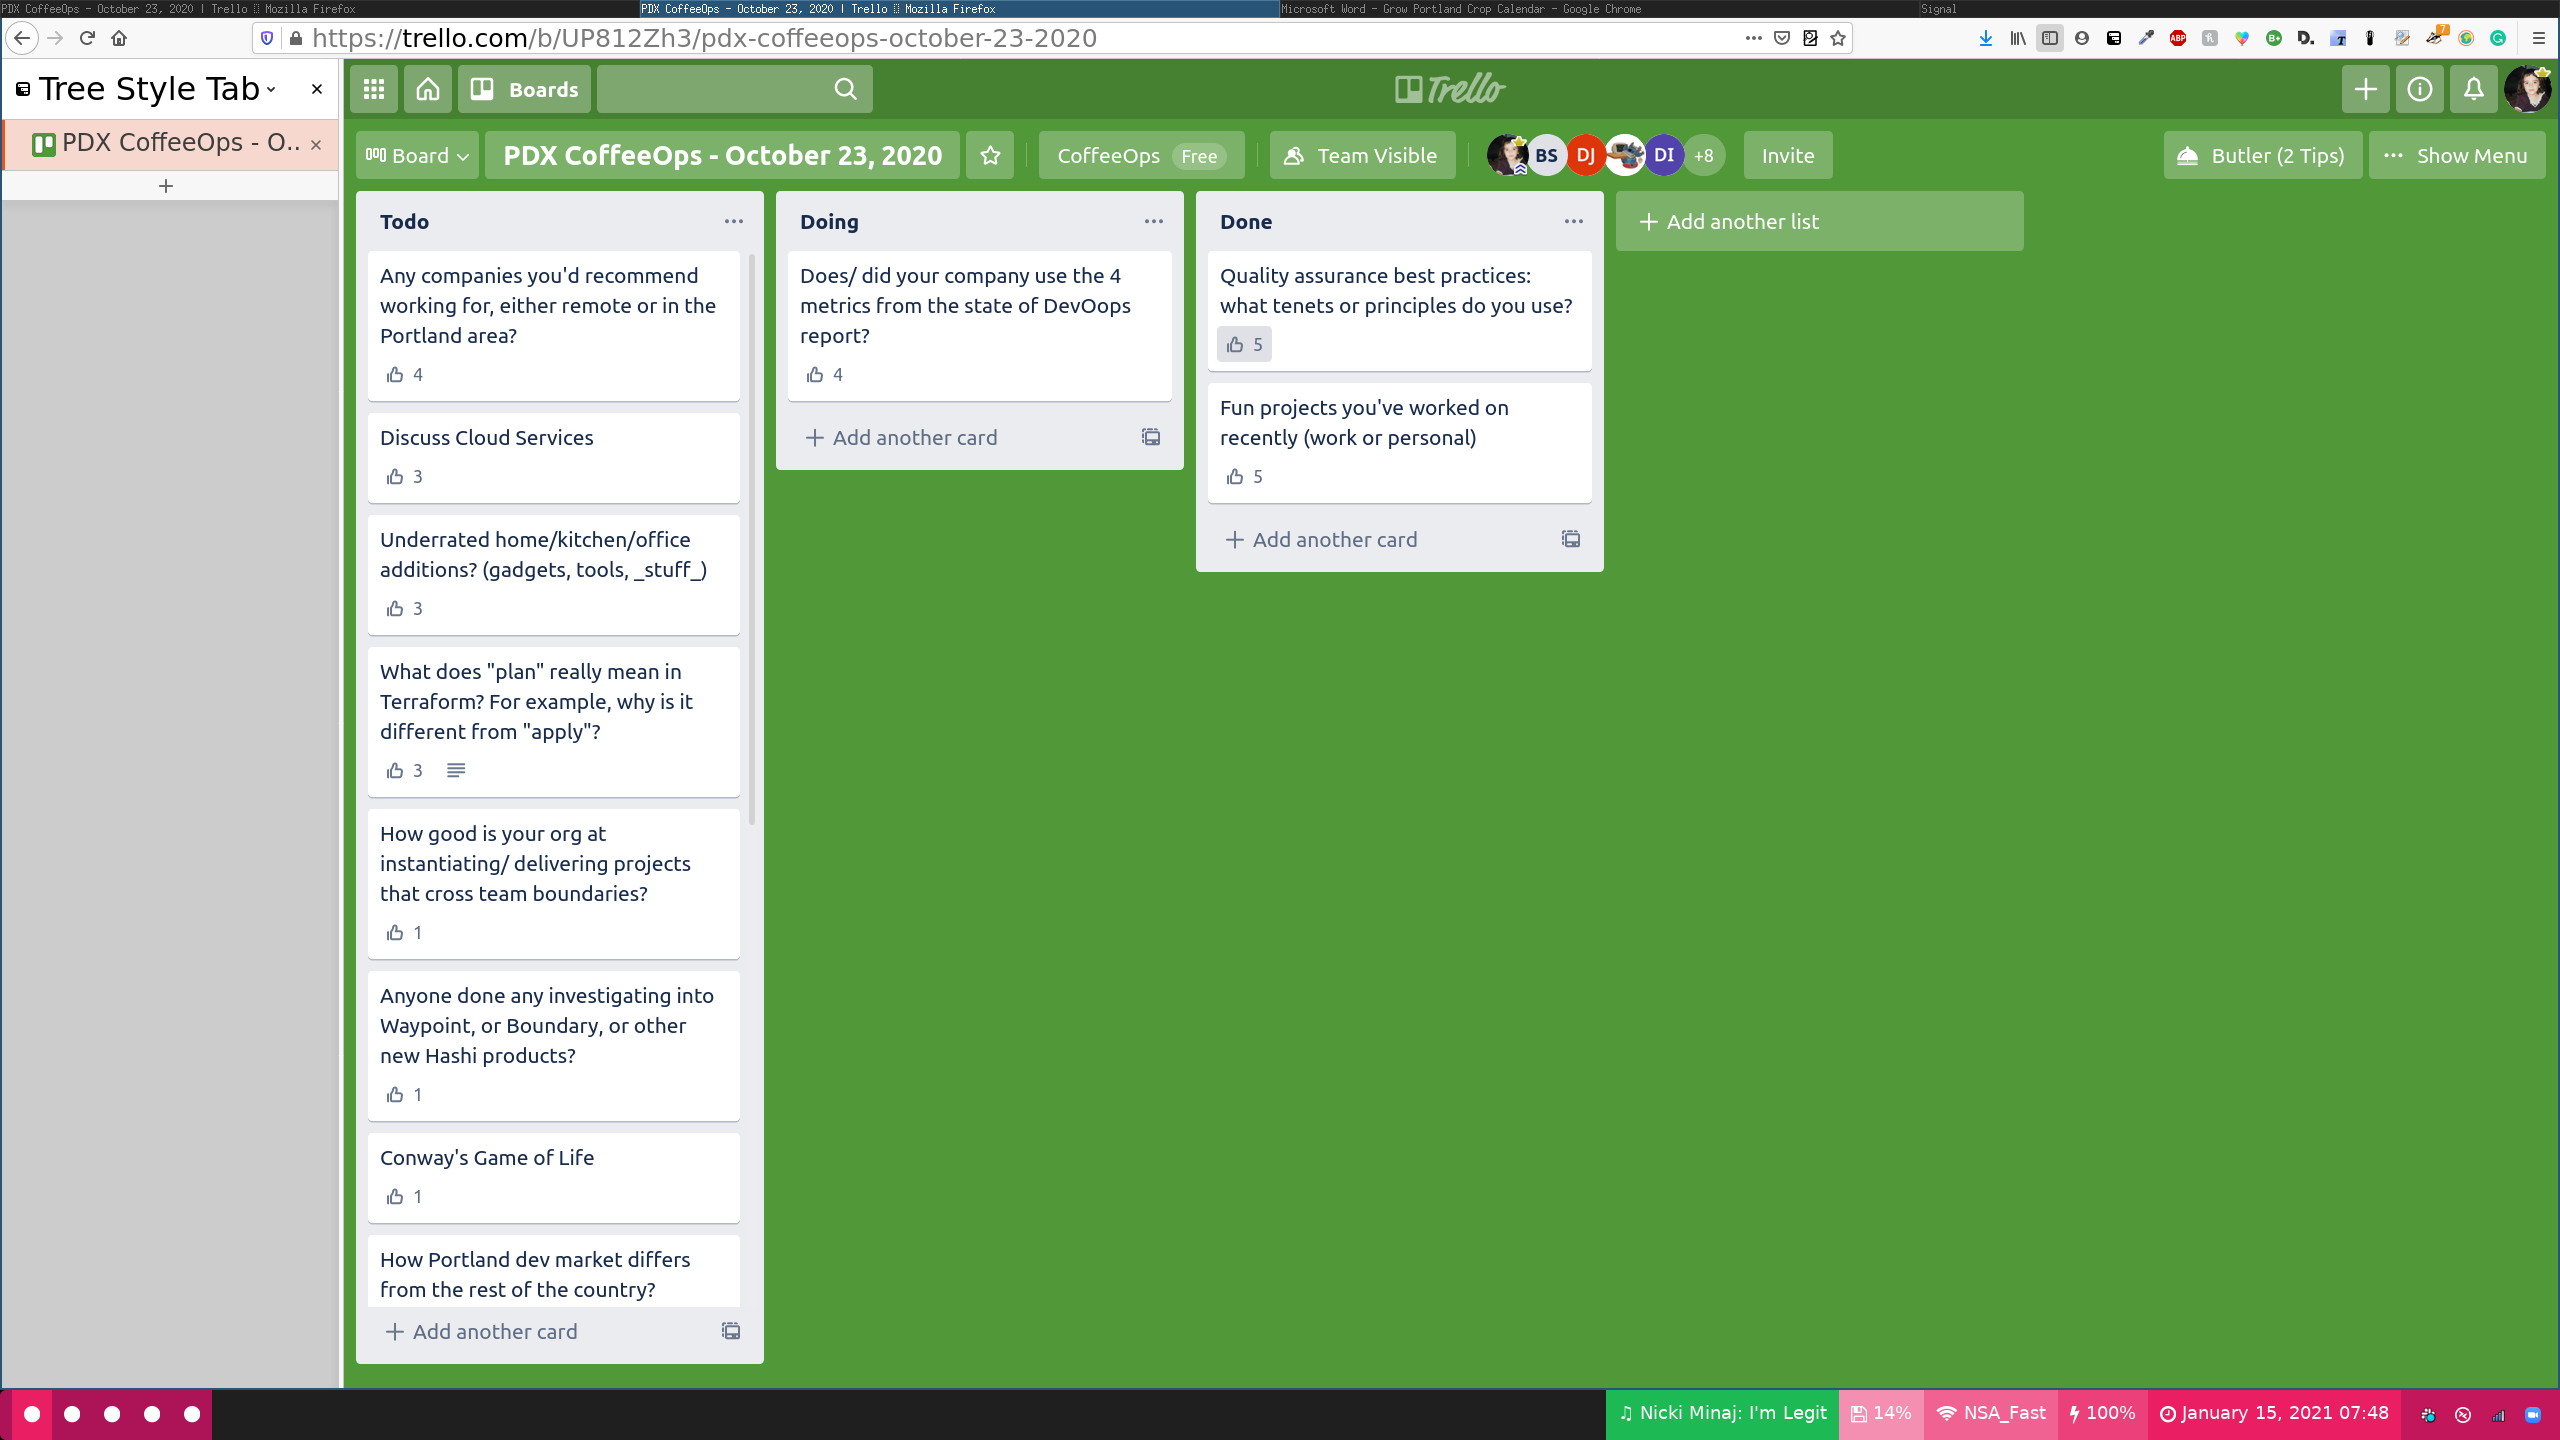 PDX CoffeeOps - October 23, 2020 | Trello Mozilla Firefox
PDX CoffeeOps - October 23, 2020 | Trello Mozilla Firefox
Microsoft Word - Grow Portland Crop Calendar - Google Chrome
Signal
https://trello.com/b/UP812Zh3/pdx-coffeeops-october-23-2020
Tree Style Tab
Boards
Trello
PDX CoffeeOps - O..
Board
PDX CoffeeOps - October 23, 2020
CoffeeOps Free
Team Visible
BS DJ DI +8
Invite
Butler (2 Tips)
Show Menu
Todo
Any companies you'd recommend
working for, either remote or in the
Portland area?
4
Discuss Cloud Services
3
Underrated home/kitchen/office
additions? (gadgets, tools, _stuff_)
3
What does "plan" really mean in
Terraform? For example, why is it
different from "apply"?
3
How good is your org at
instantiating/ delivering projects
that cross team boundaries?
1
Anyone done any investigating into
Waypoint, or Boundary, or other
new Hashi products?
1
Conway's Game of Life
1
How Portland dev market differs
from the rest of the country?
Add another card
Doing
Does/ did your company use the 4
metrics from the state of DevOops
report?
4
Add another card
Done
Quality assurance best practices:
what tenets or principles do you use?
5
Fun projects you've worked on
recently (work or personal)
5
Add another card
Add another list
Nicki Minaj: I'm Legit
14%
NSA_Fast
100%
January 15, 2021 07:48